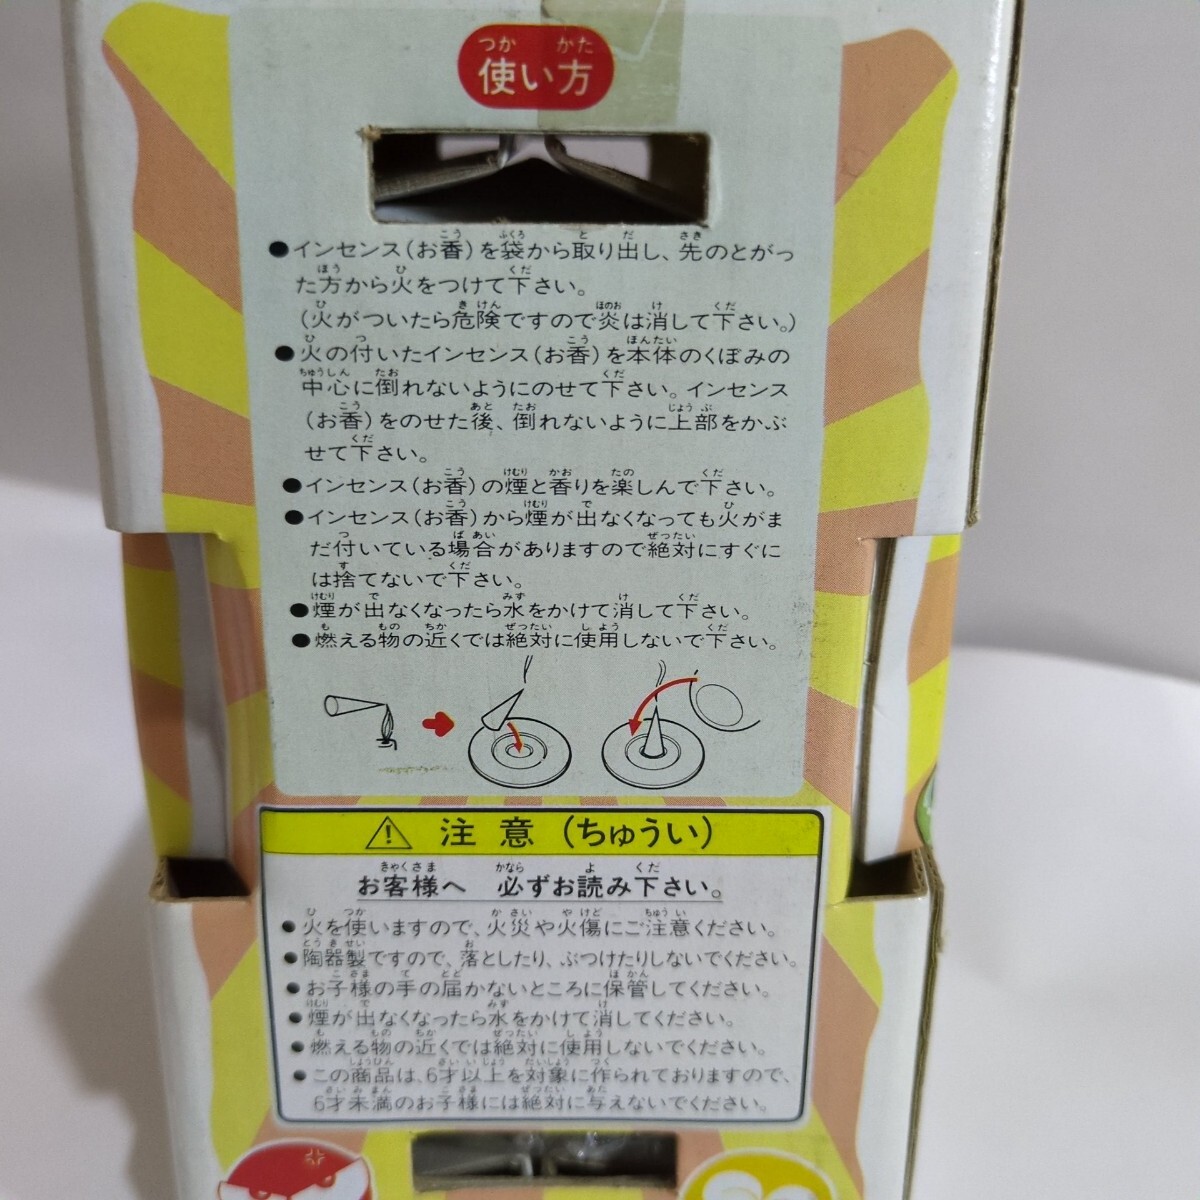 使い方
●インセンス(お香)を袋から取り出し、先のとがっ
た方から火をつけて下さい。
(火がついたら危険ですので炎は消して下さい。)
●火の付いたインセンス(お香)を本体のくぼみの
中心に倒れないようにのせて下さい。インセンス
(お香)をのせた後、倒れないように上部をかぶ
せて下さい。
●インセンス(お香)の煙と香りを楽しんで下さい。
●インセンス(お香)から煙が出なくなっても火がま
だ付いている場合がありますので絶対にすぐに
は捨てないで下さい。
●煙が出なくなったら水をかけて消して下さい。
●燃える物の近くでは絶対に使用しないで下さい。
注意(ちゅうい)
お客様へ 必ずお読み下さい。
●火を使いますので、火災や火傷にご注意ください。
●陶器製ですので、落としたり、ぶつけたりしないでください。
●お子様の手の届かないところに保管してください。
●煙が出なくなったら水をかけて消してください。
●燃える物の近くでは絶対に使用しないでください。
●この商品は、6才以上を対象に作られておりますので、
6才未満のお子様には絶対に与えないでください。